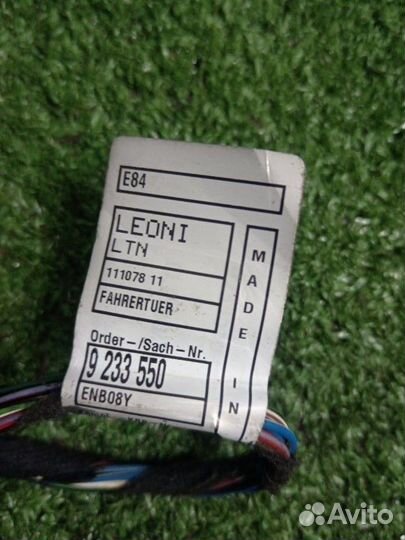 E84
LEONI
LTN
111078 11
FAHRERTUER
Order-/Sach-Nr.
9 233 550
ENB08Y
MADE IN
Avito